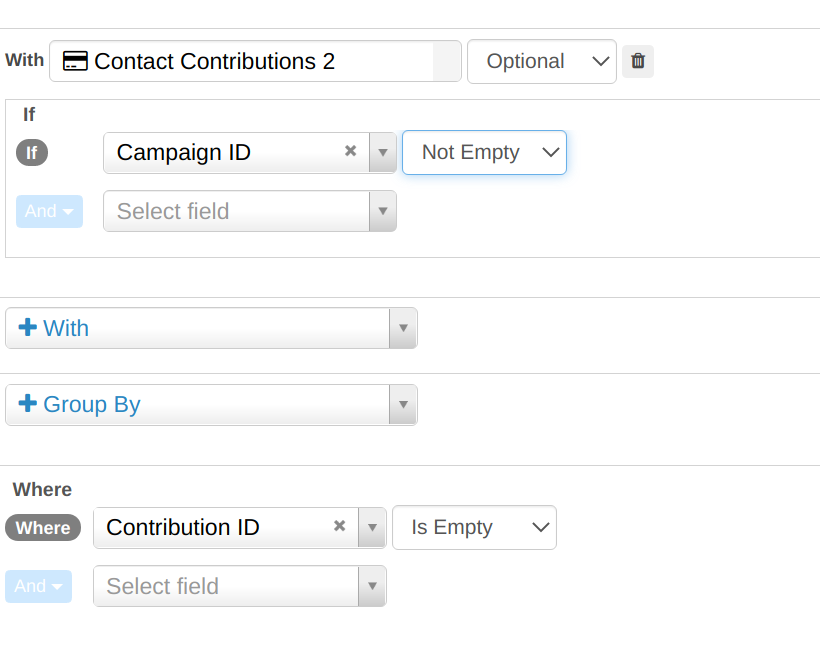 With Contact Contributions 2 Optional
If
If Campaign ID Not Empty
And Select field
With
Group By
Where
Where Contribution ID Is Empty
And Select field